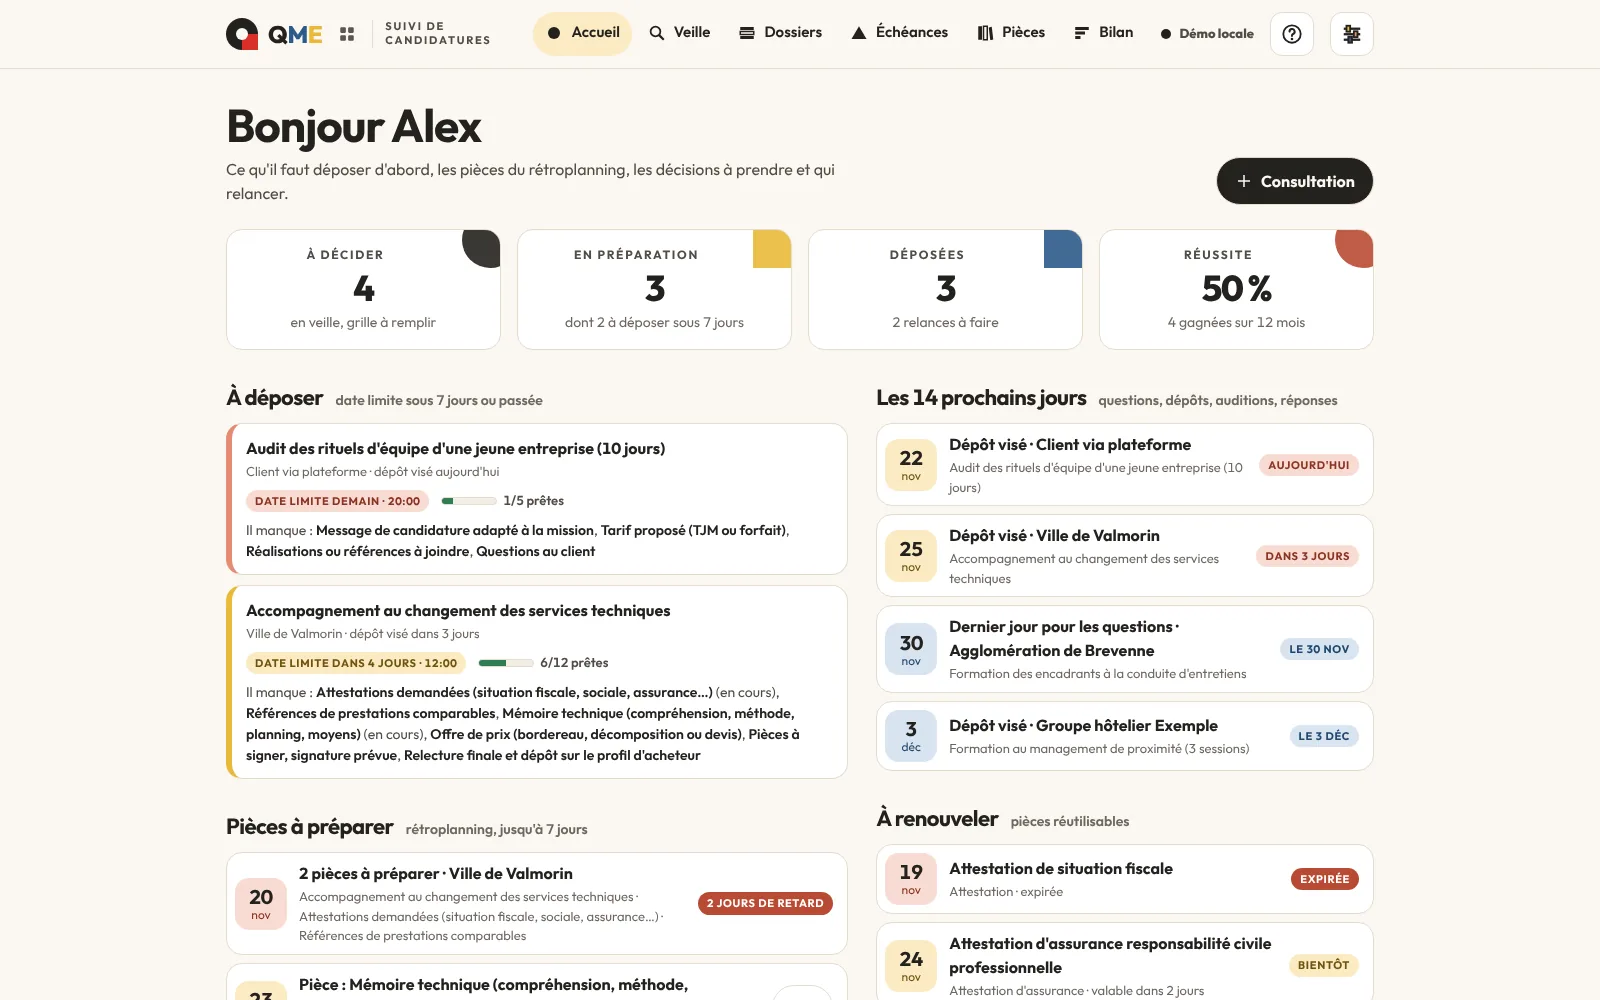 QME
SUIVI DE
CANDIDATURES
Accueil
Veille
Dossiers
Échéances
Pièces
Bilan
Démo locale
Bonjour Alex
Ce qu'il faut déposer d'abord, les pièces du rétroplanning, les décisions à prendre et qui
relancer.
+ Consultation
À DÉCIDER
4
en veille, grille à remplir
EN PRÉPARATION
3
dont 2 à déposer sous 7 jours
DÉPOSÉES
3
2 relances à faire
RÉUSSITE
50 %
4 gagnées sur 12 mois
À déposer date limite sous 7 jours ou passée
Audit des rituels d'équipe d'une jeune entreprise (10 jours)
Client via plateforme · dépôt visé aujourd'hui
DATE LIMITE DEMAIN · 20:00 1/5 prêtes
Il manque : Message de candidature adapté à la mission, Tarif proposé (TJM ou forfait),
Réalisations ou références à joindre, Questions au client
Accompagnement au changement des services techniques
Ville de Valmorin · dépôt visé dans 3 jours
DATE LIMITE DANS 4 JOURS · 12:00 6/12 prêtes
Il manque : Attestations demandées (situation fiscale, sociale, assurance…) (en cours),
Références de prestations comparables, Mémoire technique (compréhension, méthode,
planning, moyens) (en cours), Offre de prix (bordereau, décomposition ou devis), Pièces à
signer, signature prévue, Relecture finale et dépôt sur le profil d'acheteur
Pièces à préparer rétroplanning, jusqu'à 7 jours
20
nov
2 pièces à préparer · Ville de Valmorin
Accompagnement au changement des services techniques ·
Attestations demandées (situation fiscale, sociale, assurance…) ·
Références de prestations comparables
2 JOURS DE RETARD
23
Pièce : Mémoire technique (compréhension, méthode,
Les 14 prochains jours questions, dépôts, auditions, réponses
22
nov
Dépôt visé · Client via plateforme
Audit des rituels d'équipe d'une jeune entreprise (10
jours)
AUJOURD'HUI
25
nov
Dépôt visé · Ville de Valmorin
Accompagnement au changement des services
techniques
DANS 3 JOURS
30
nov
Dernier jour pour les questions ·
Agglomération de Brevenne
Formation des encadrants à la conduite d'entretiens
LE 30 NOV
3
déc
Dépôt visé · Groupe hôtelier Exemple
Formation au management de proximité (3 sessions)
LE 3 DÉC
À renouveler pièces réutilisables
19
nov
Attestation de situation fiscale
Attestation · expirée
EXPIRÉE
24
nov
Attestation d'assurance responsabilité civile
professionnelle
Attestation d'assurance · valable dans 2 jours
BIENTÔT